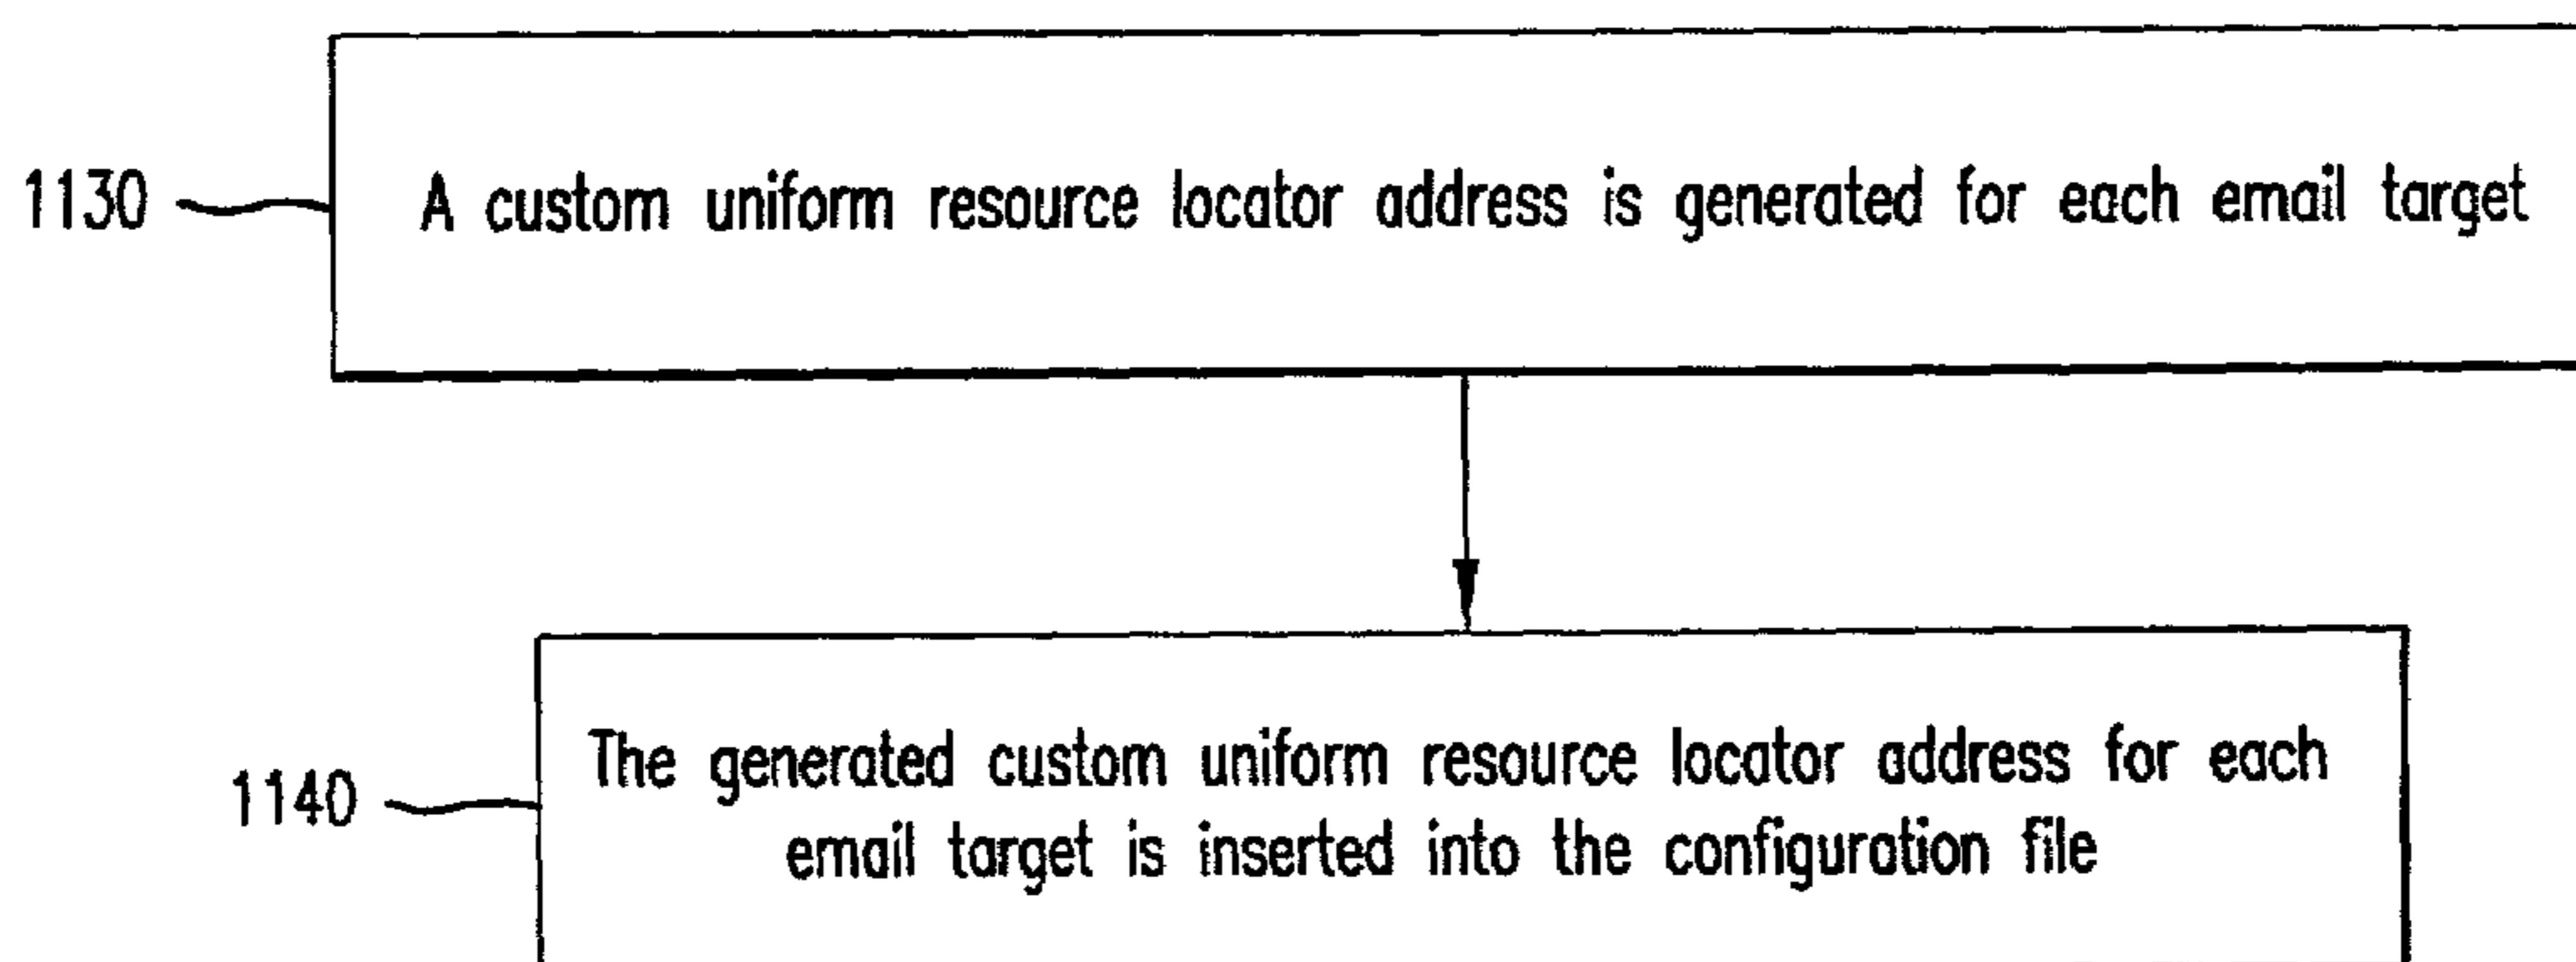 1130
A custom uniform resource locator address is generated for each email target
1140
The generated custom uniform resource locator address for each
email target is inserted into the configuration file